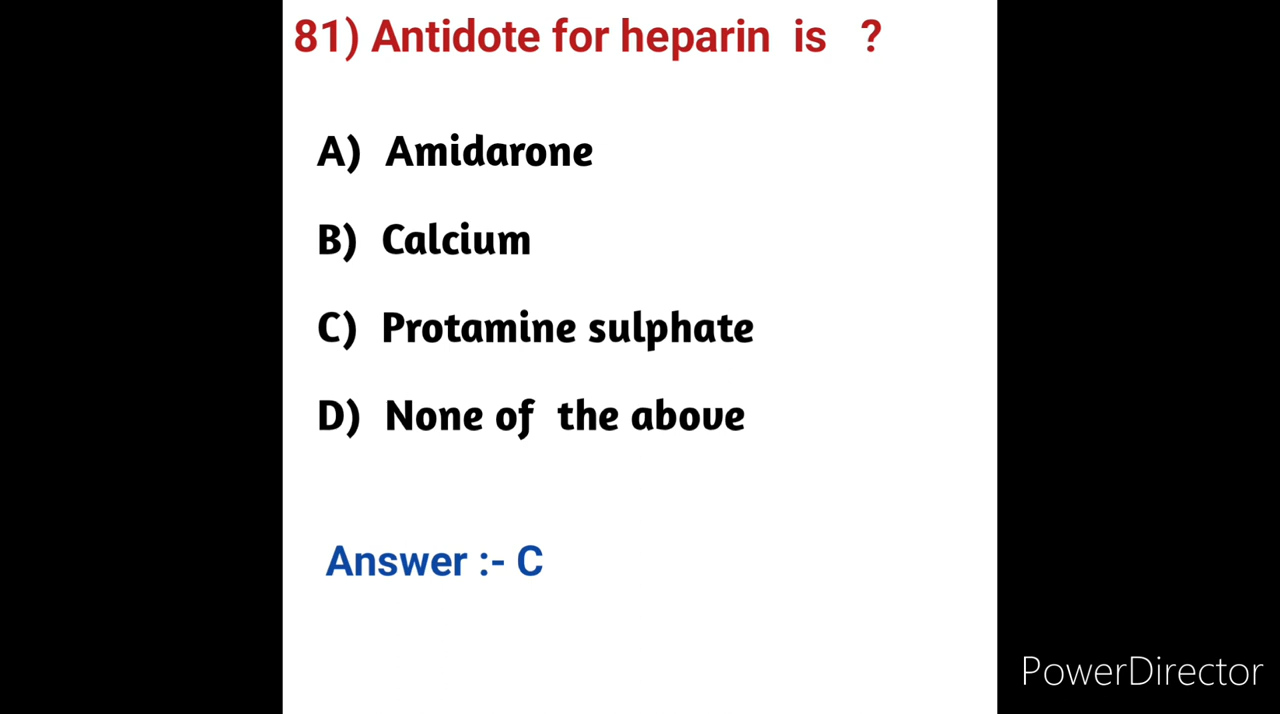 81) Antidote for heparin is ?
A) Amidarone
B) Calcium
C) Protamine sulphate
D) None of the above
Answer :- C
PowerDirector